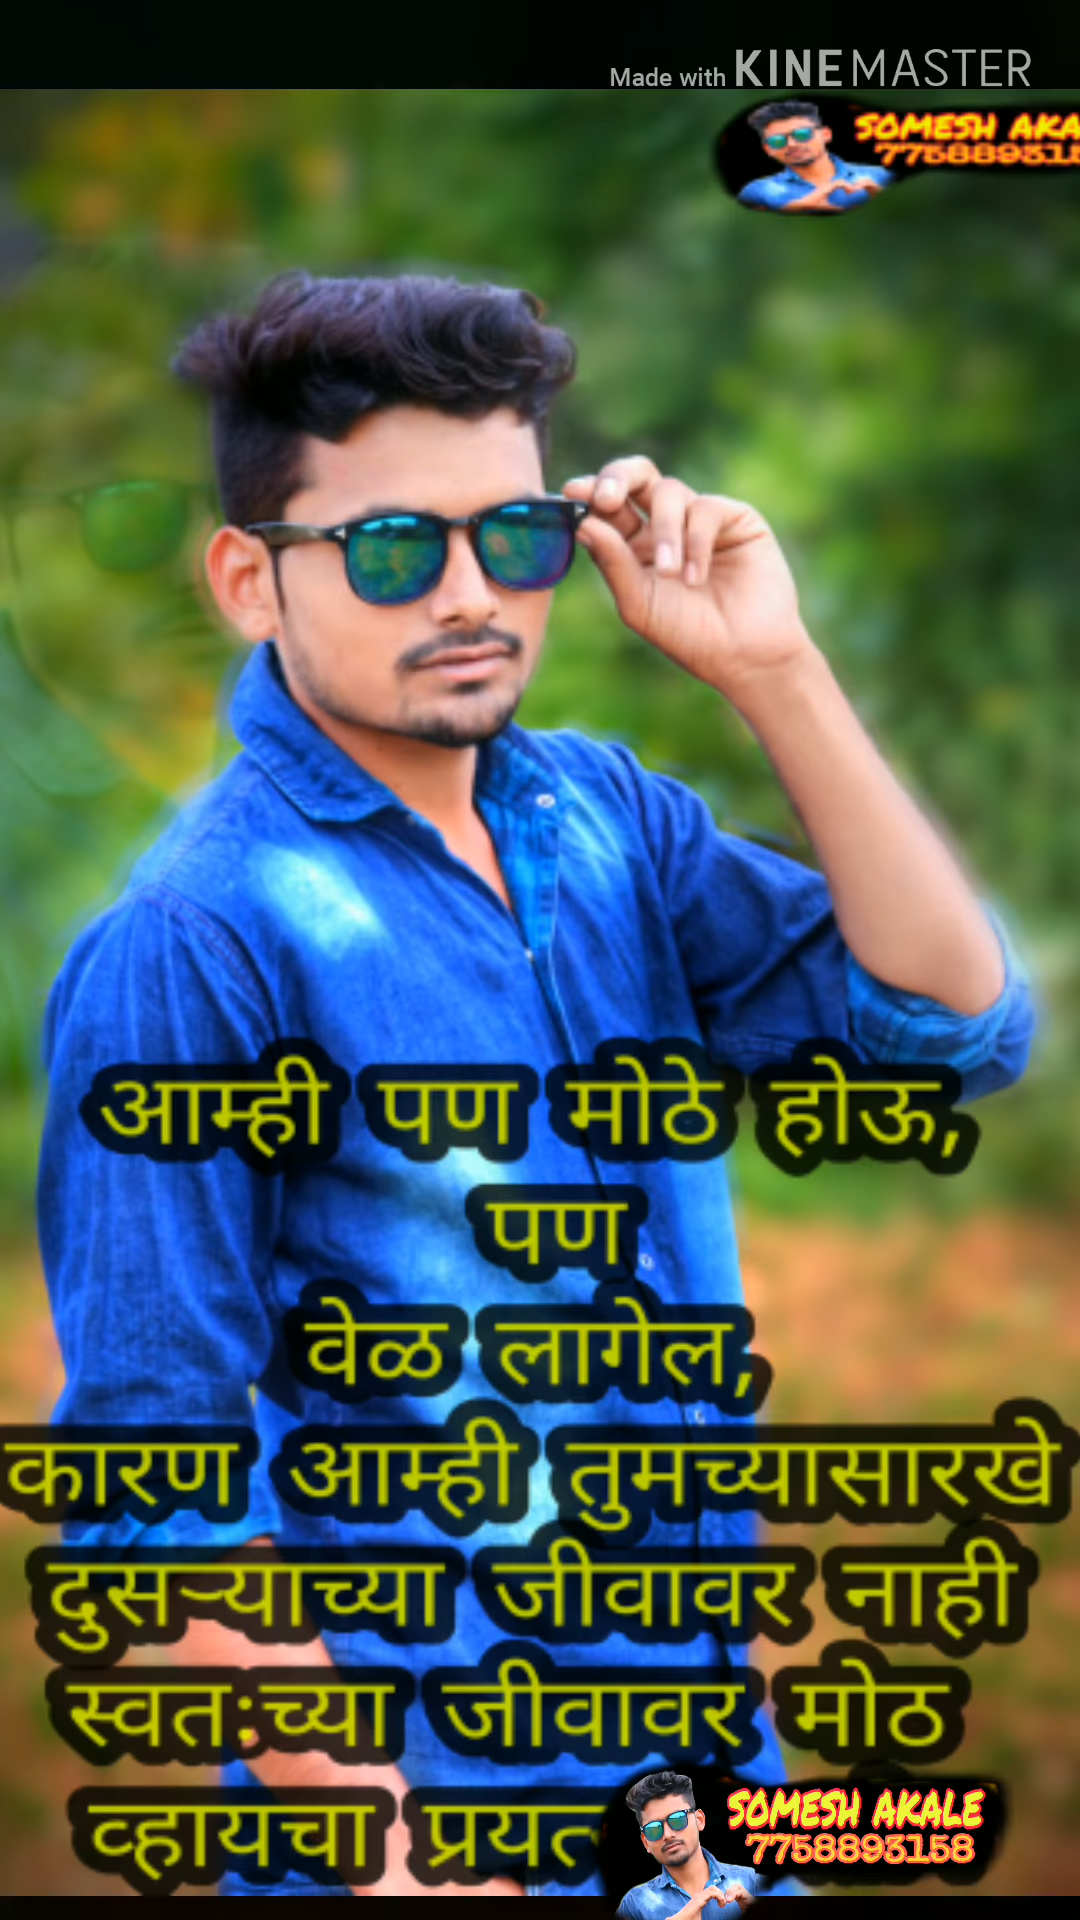 Made with KINEMASTER
SOMESH AKA
आम्ही पण मोठे होऊ,
पण
वेळ लागेल,
कारण आम्ही तुमच्यासारखे
दुसऱ्याच्या जीवावर नाही
स्वत:च्या जीवावर मोठ
व्हायचा
SOMESH AKALE
7758893158